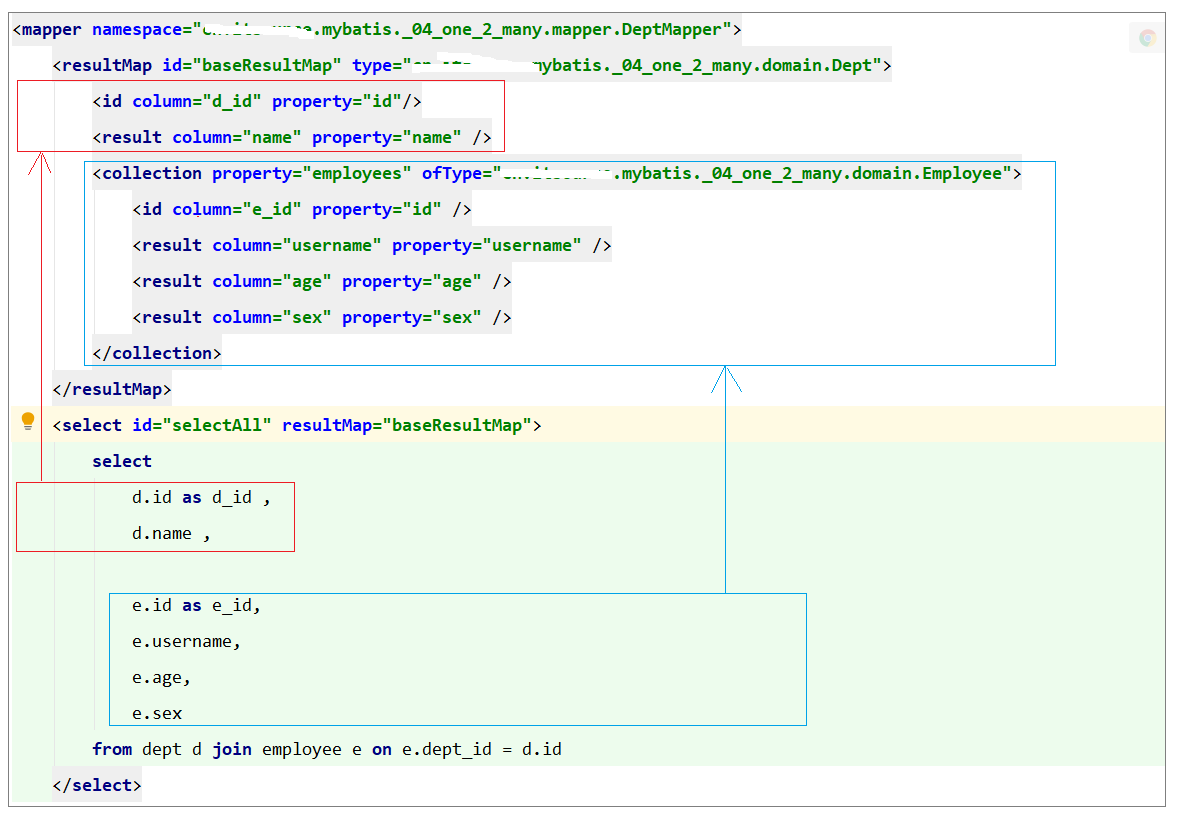 <mapper namespace=".mybatis._04_one_2_many.mapper.DeptMapper">
<resultMap id="baseResultMap" type="mybatis._04_one_2_many.domain.Dept">
<id column="d_id" property="id"/>
<result column="name" property="name" />
<collection property="employees" ofType=".mybatis._04_one_2_many.domain.Employee">
<id column="e_id" property="id" />
<result column="username" property="username" />
<result column="age" property="age" />
<result column="sex" property="sex" />
</collection>
</resultMap>
<select id="selectAll" resultMap="baseResultMap">
select
d.id as d_id ,
d.name ,
e.id as e_id,
e.username,
e.age,
e.sex
from dept d join employee e on e.dept_id = d.id
</select>